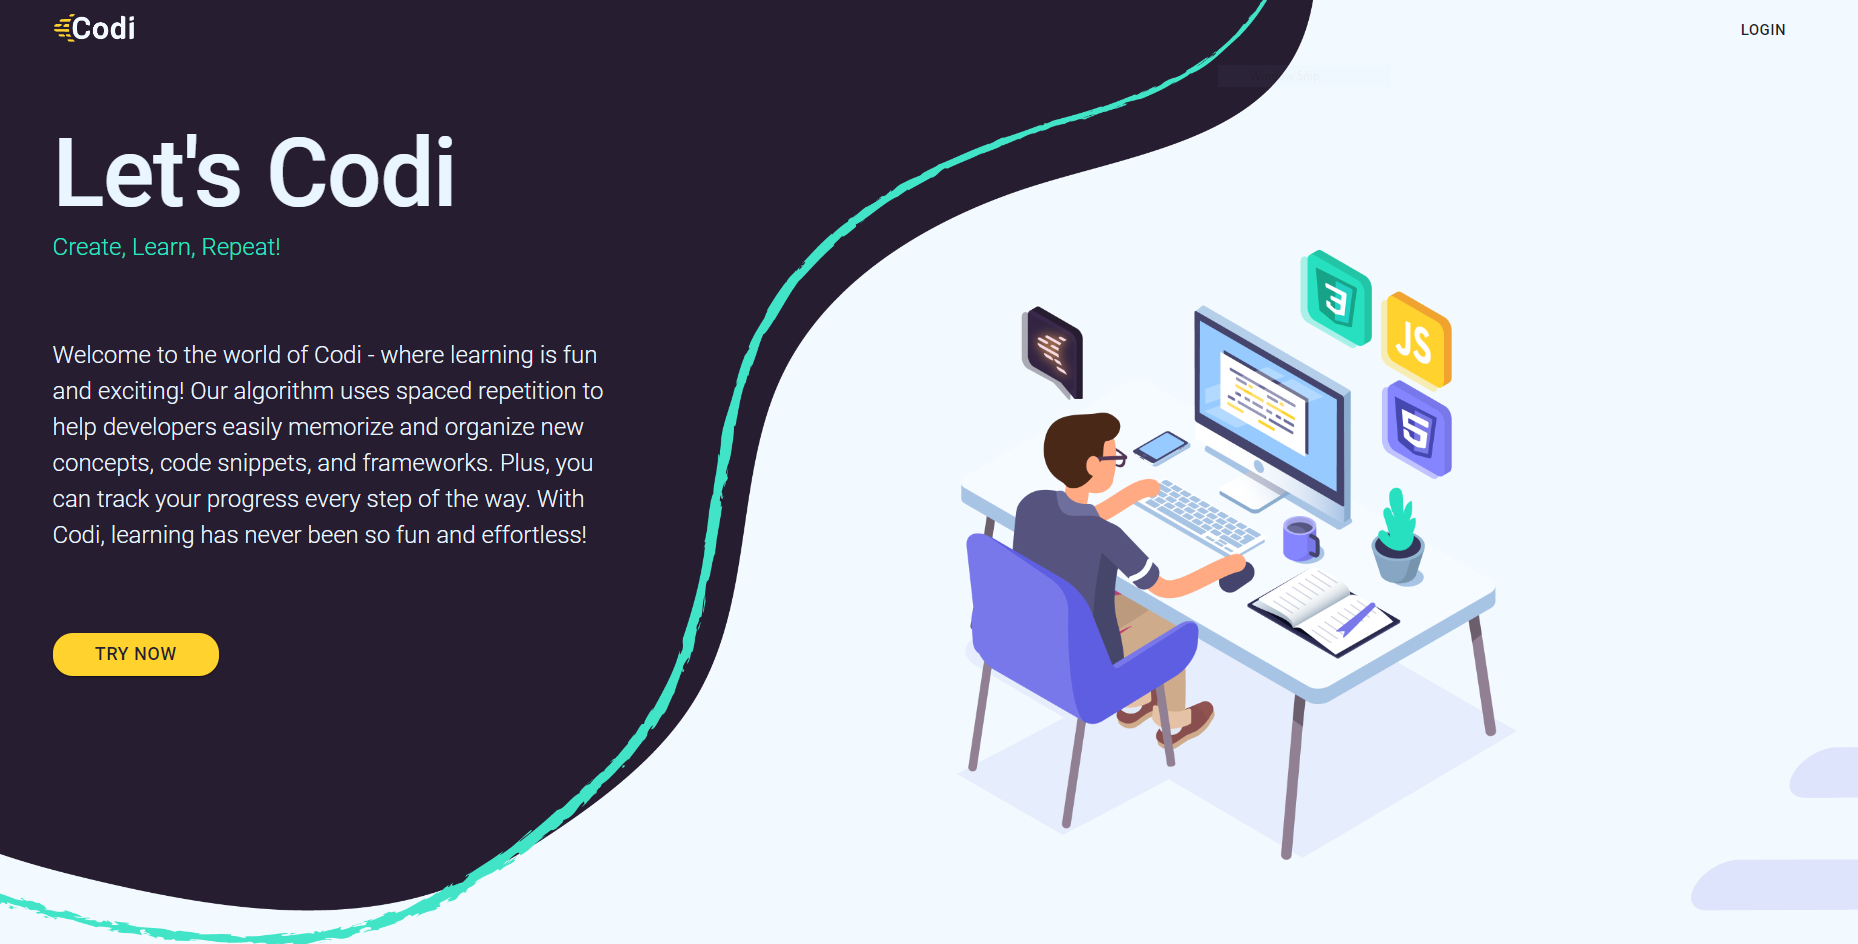 Codi
LOGIN
Let's Codi
Create, Learn, Repeat!
Welcome to the world of Codi - where learning is fun
and exciting! Our algorithm uses spaced repetition to
help developers easily memorize and organize new
concepts, code snippets, and frameworks. Plus, you
can track your progress every step of the way. With
Codi, learning has never been so fun and effortless!
TRY NOW
3
JS
5